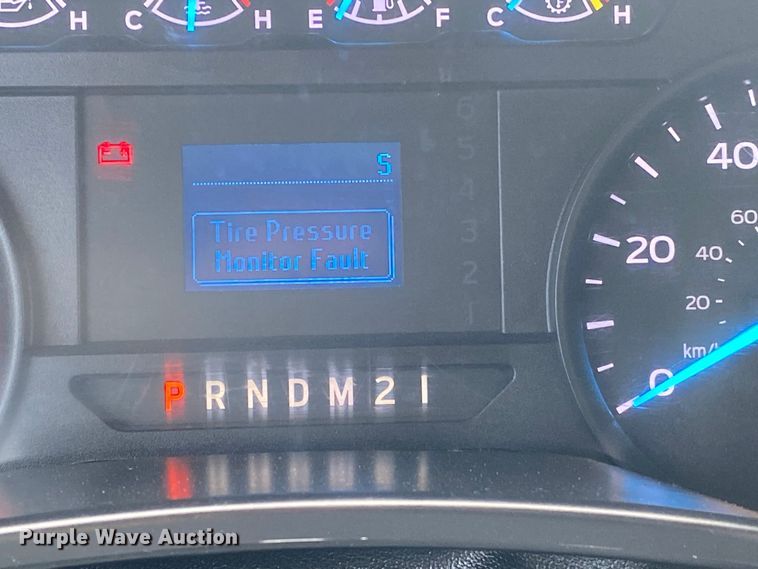 H C H E F C H
6
5
S
40
Tire Pressure
Monitor Fault
3
2
1
60
20 40
20
km/
0
P R N D M 2 1
Purple Wave Auction